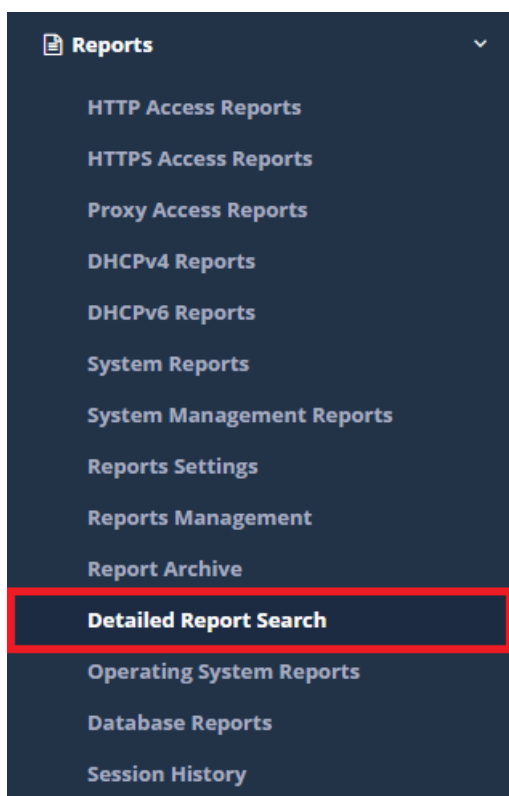 Reports
HTTP Access Reports
HTTPS Access Reports
Proxy Access Reports
DHCPv4 Reports
DHCPv6 Reports
System Reports
System Management Reports
Reports Settings
Reports Management
Report Archive
Detailed Report Search
Operating System Reports
Database Reports
Session History